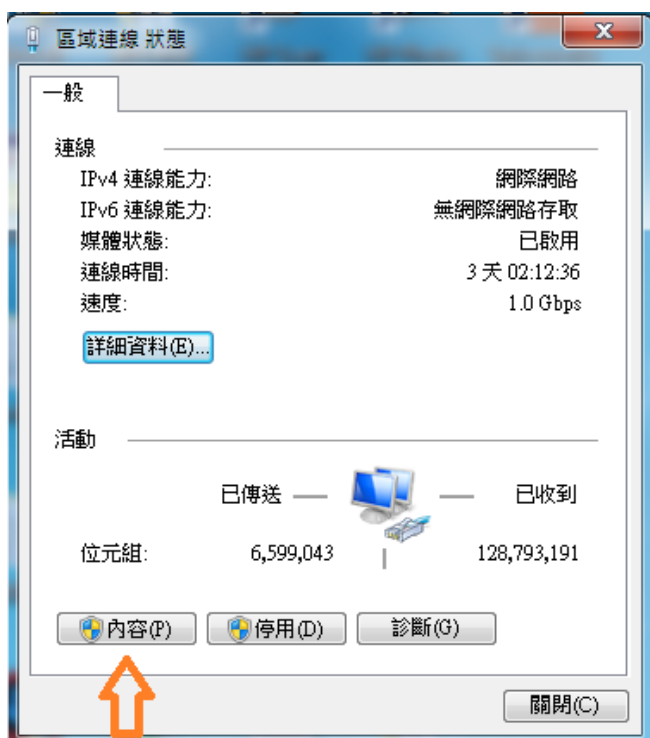 區域連線 狀態
一般
連線
IPv4 連線能力: 網際網路
IPv6 連線能力: 無網際網路存取
媒體狀態: 已啟用
連線時間: 3 天 02:12:36
速度: 1.0 Gbps
詳細資料(E)...
活動
已傳送 已收到
位元組: 6,599,043 128,793,191
內容(P) 停用(D) 診斷(G)
關閉(C)